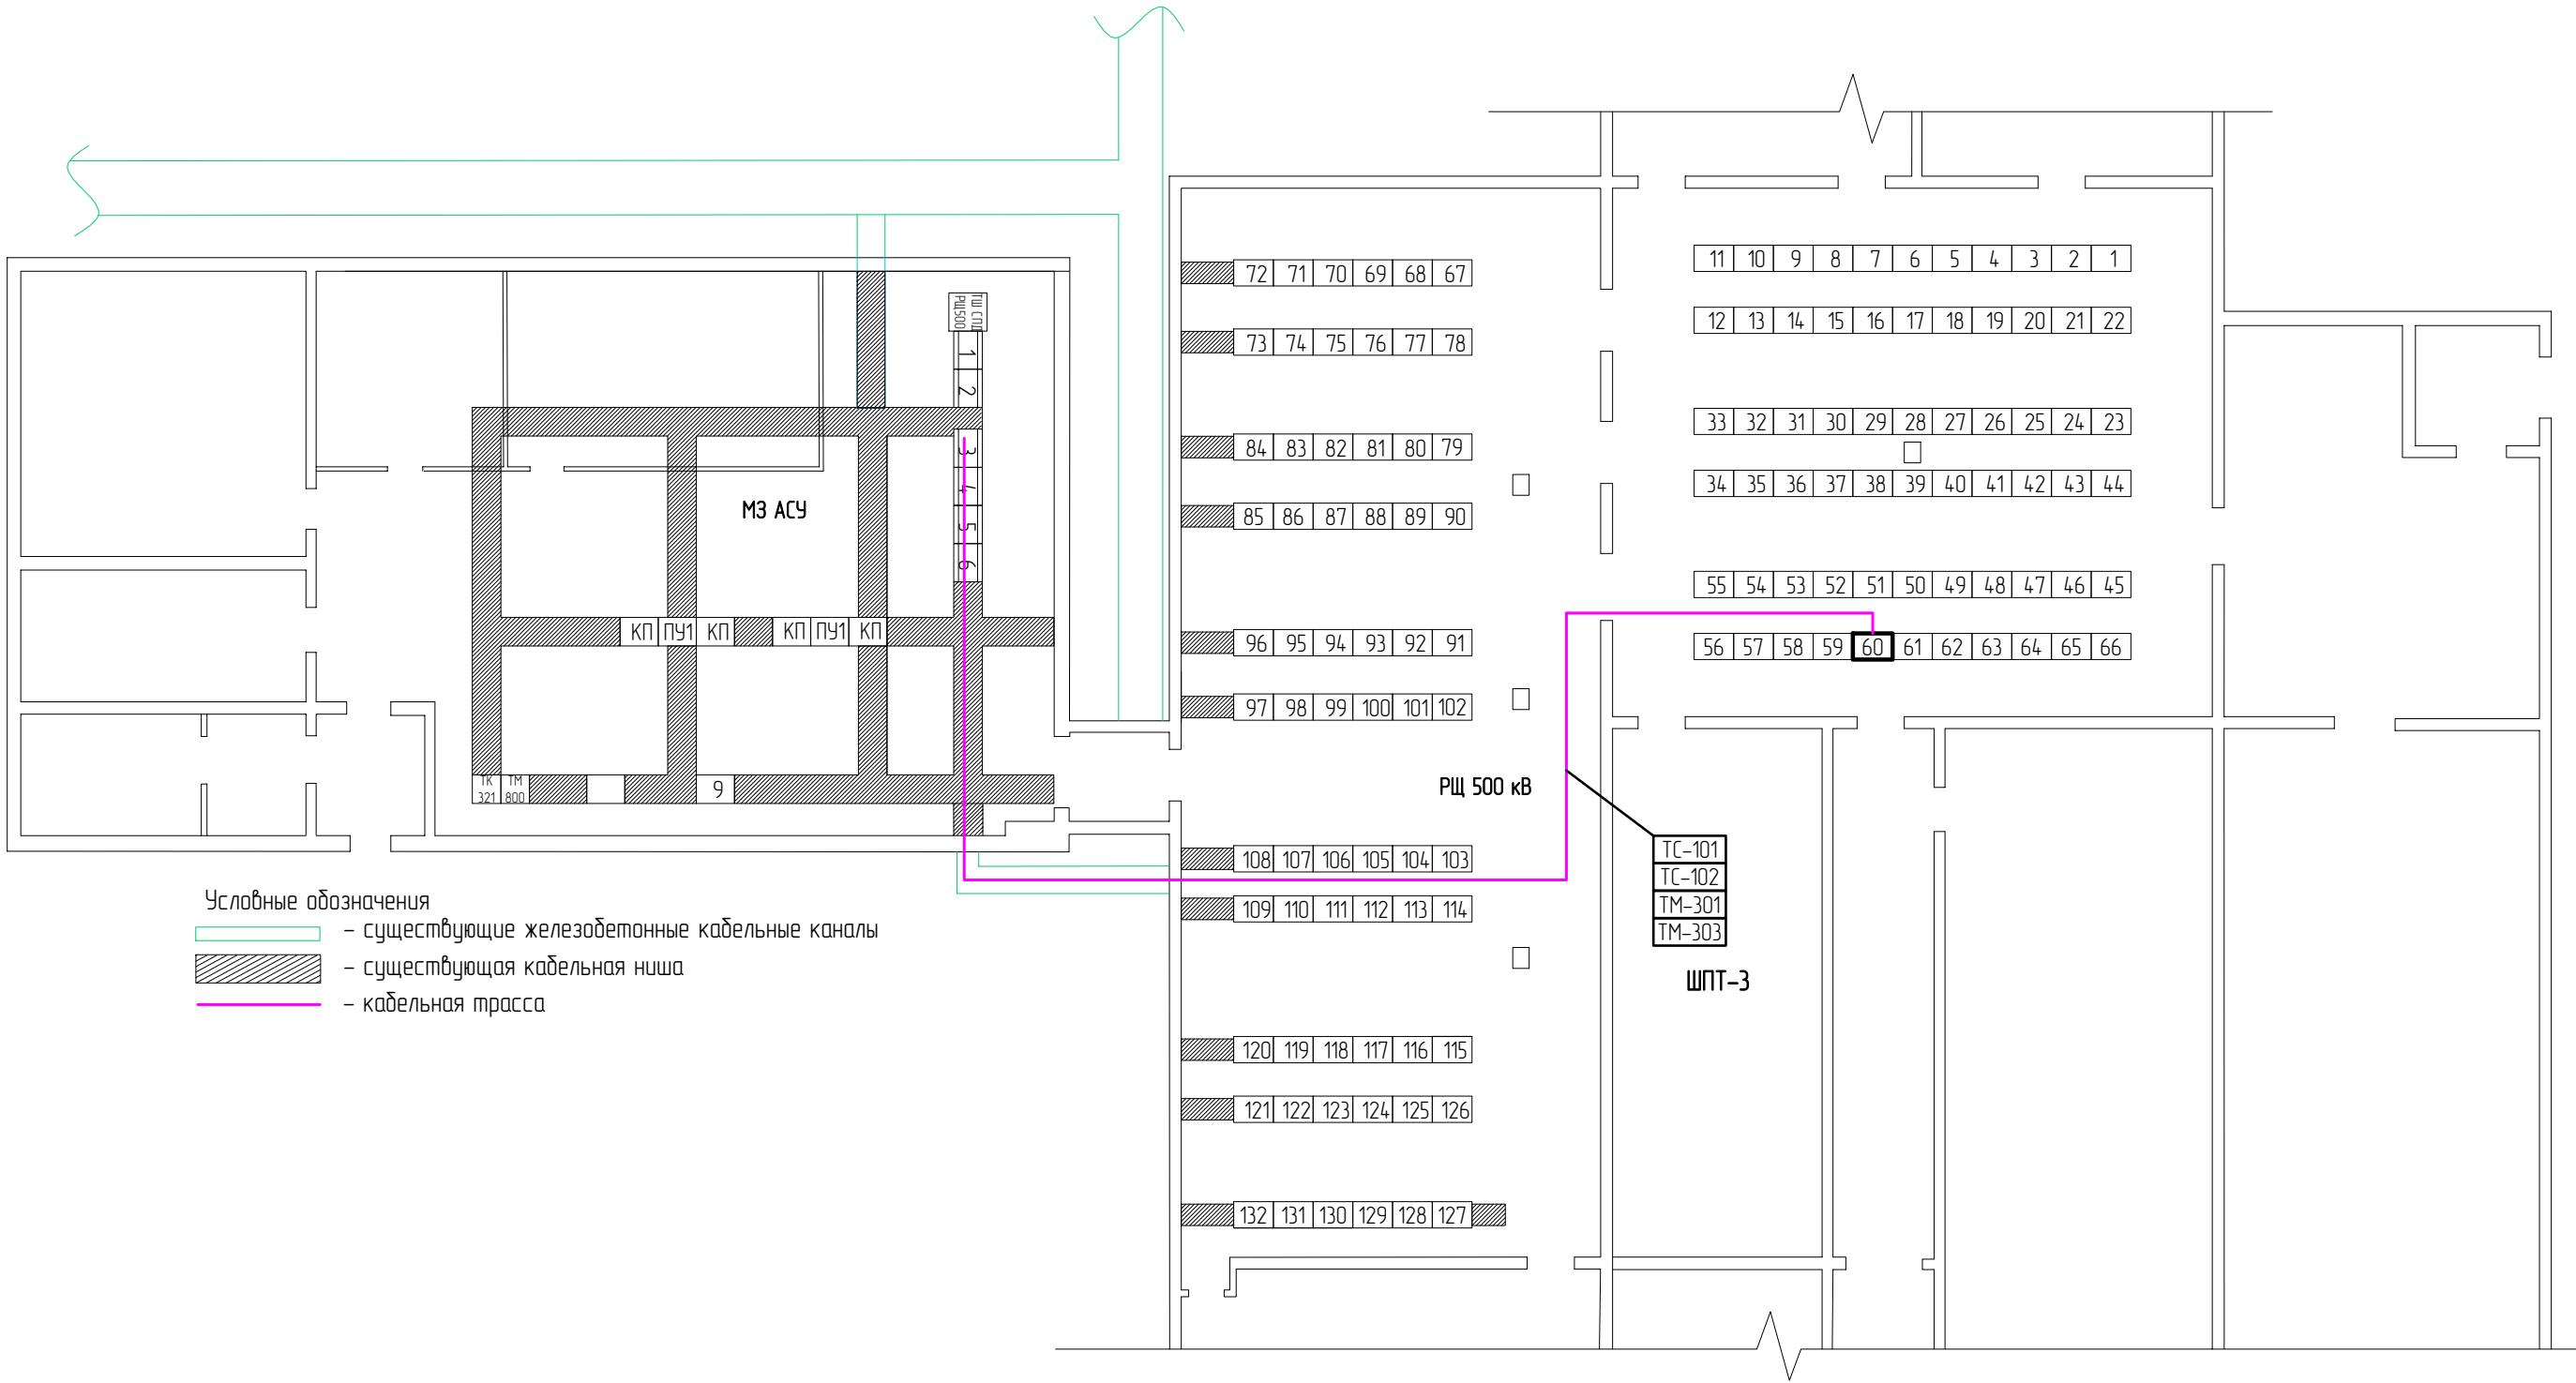 11 10 9 8 7 6 5 4 3 2 1
72 71 70 69 68 67
ТШ СПД
РЩ500
12 13 14 15 16 17 18 19 20 21 22
73 74 75 76 77 78
1
2
33 32 31 30 29 28 27 26 25 24 23
84 83 82 81 80 79
3
4
5
6
34 35 36 37 38 39 40 41 42 43 44
МЗ АСУ
85 86 87 88 89 90
55 54 53 52 51 50 49 48 47 46 45
КП ПУ1 КП КП ПУ1 КП
96 95 94 93 92 91
56 57 58 59 60 61 62 63 64 65 66
97 98 99 100 101 102
ТК
321
ТМ
800
9
РЩ 500 кВ
108 107 106 105 104 103
ТС-101
ТС-102
ТМ-301
ТМ-303
109 110 111 112 113 114
ШПТ-3
Условные обозначения
- существующие железобетонные кабельные каналы
- существующая кабельная ниша
- кабельная трасса
120 119 118 117 116 115
121 122 123 124 125 126
132 131 130 129 128 127